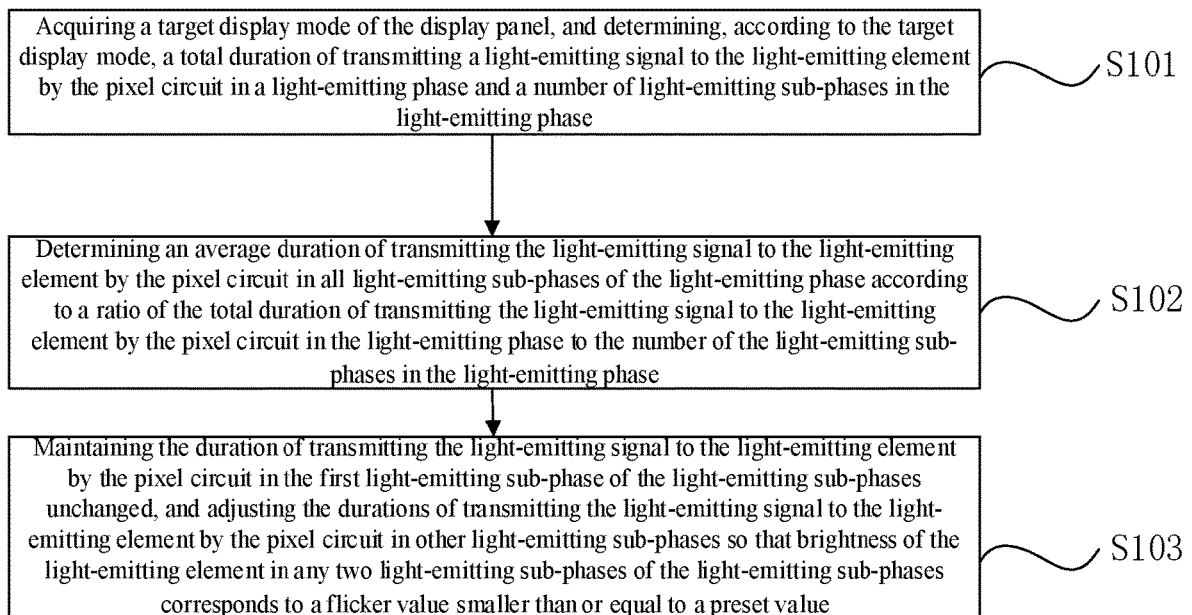 Acquiring a target display mode of the display panel, and determining, according to the target
display mode, a total duration of transmitting a light-emitting signal to the light-emitting element
by the pixel circuit in a light-emitting phase and a number of light-emitting sub-phases in the
light-emitting phase
S101
Determining an average duration of transmitting the light-emitting signal to the light-emitting
element by the pixel circuit in all light-emitting sub-phases of the light-emitting phase according
to a ratio of the total duration of transmitting the light-emitting signal to the light-emitting
element by the pixel circuit in the light-emitting phase to the number of the light-emitting sub-
phases in the light-emitting phase
S102
Maintaining the duration of transmitting the light-emitting signal to the light-emitting element
by the pixel circuit in the first light-emitting sub-phase of the light-emitting sub-phases
unchanged, and adjusting the durations of transmitting the light-emitting signal to the light-
emitting element by the pixel circuit in other light-emitting sub-phases so that brightness of the
light-emitting element in any two light-emitting sub-phases of the light-emitting sub-phases
corresponds to a flicker value smaller than or equal to a preset value
S103